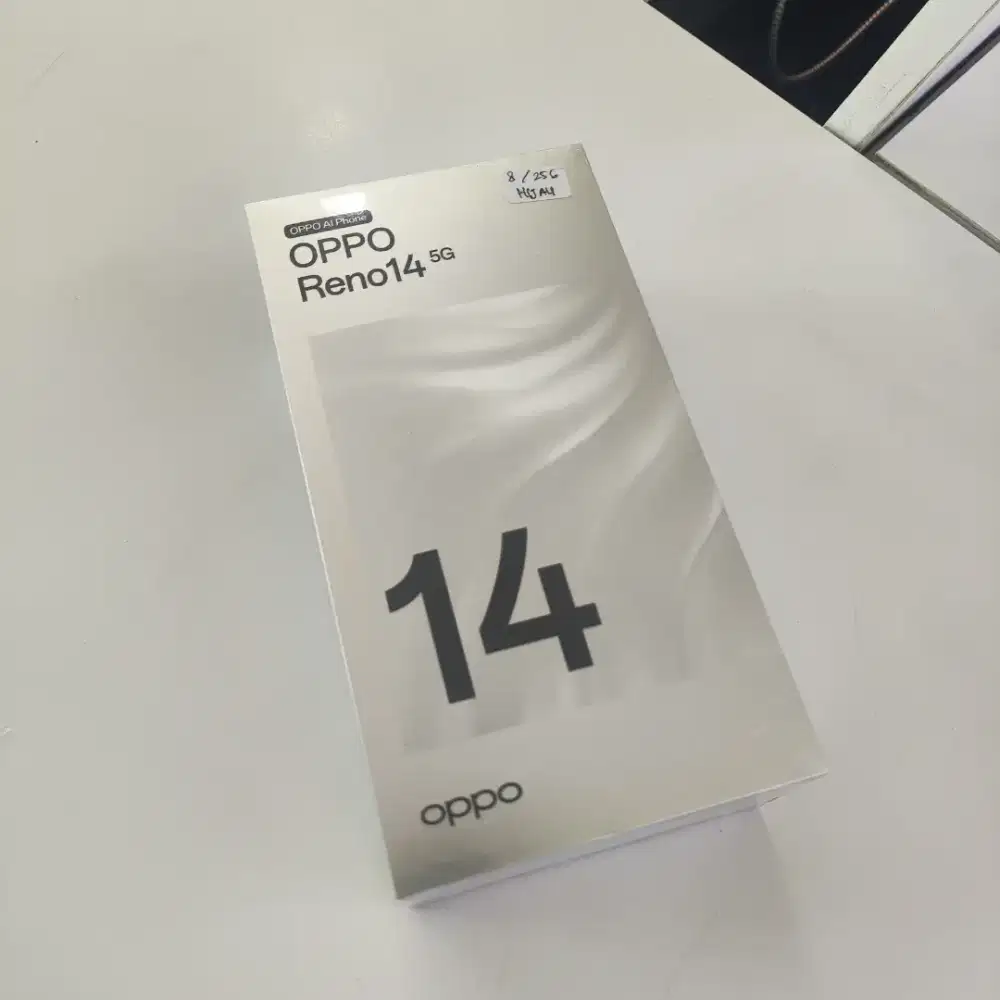 8/256
HIJAU
OPPO AI Phone
OPPO
Reno14 5G
14
oppo